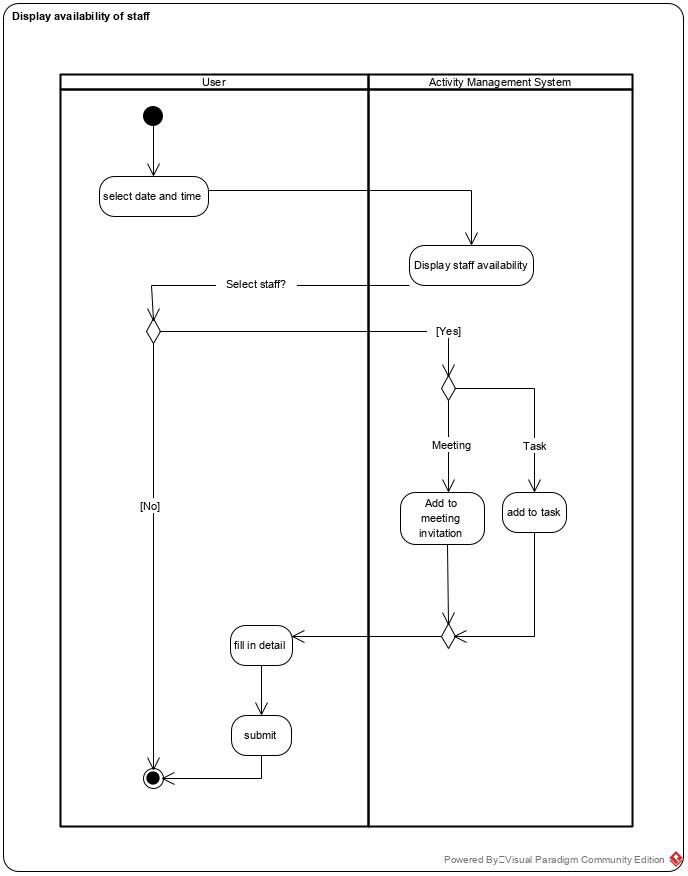 Display availability of staff
User
Activity Management System
select date and time
Display staff availability
Select staff?
[Yes]
Meeting
Task
Add to
meeting
invitation
add to task
[No]
fill in detail
submit
Powered By Visual Paradigm Community Edition